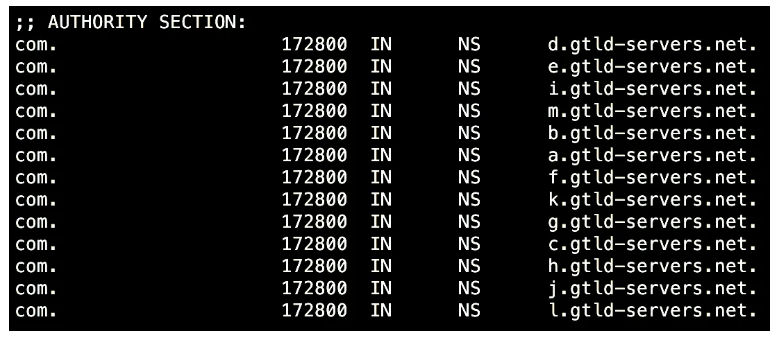 ;; AUTHORITY SECTION:
com. 172800 IN NS d.gtld-servers.net.
com. 172800 IN NS e.gtld-servers.net.
com. 172800 IN NS i.gtld-servers.net.
com. 172800 IN NS m.gtld-servers.net.
com. 172800 IN NS b.gtld-servers.net.
com. 172800 IN NS a.gtld-servers.net.
com. 172800 IN NS f.gtld-servers.net.
com. 172800 IN NS k.gtld-servers.net.
com. 172800 IN NS g.gtld-servers.net.
com. 172800 IN NS c.gtld-servers.net.
com. 172800 IN NS h.gtld-servers.net.
com. 172800 IN NS j.gtld-servers.net.
com. 172800 IN NS l.gtld-servers.net.